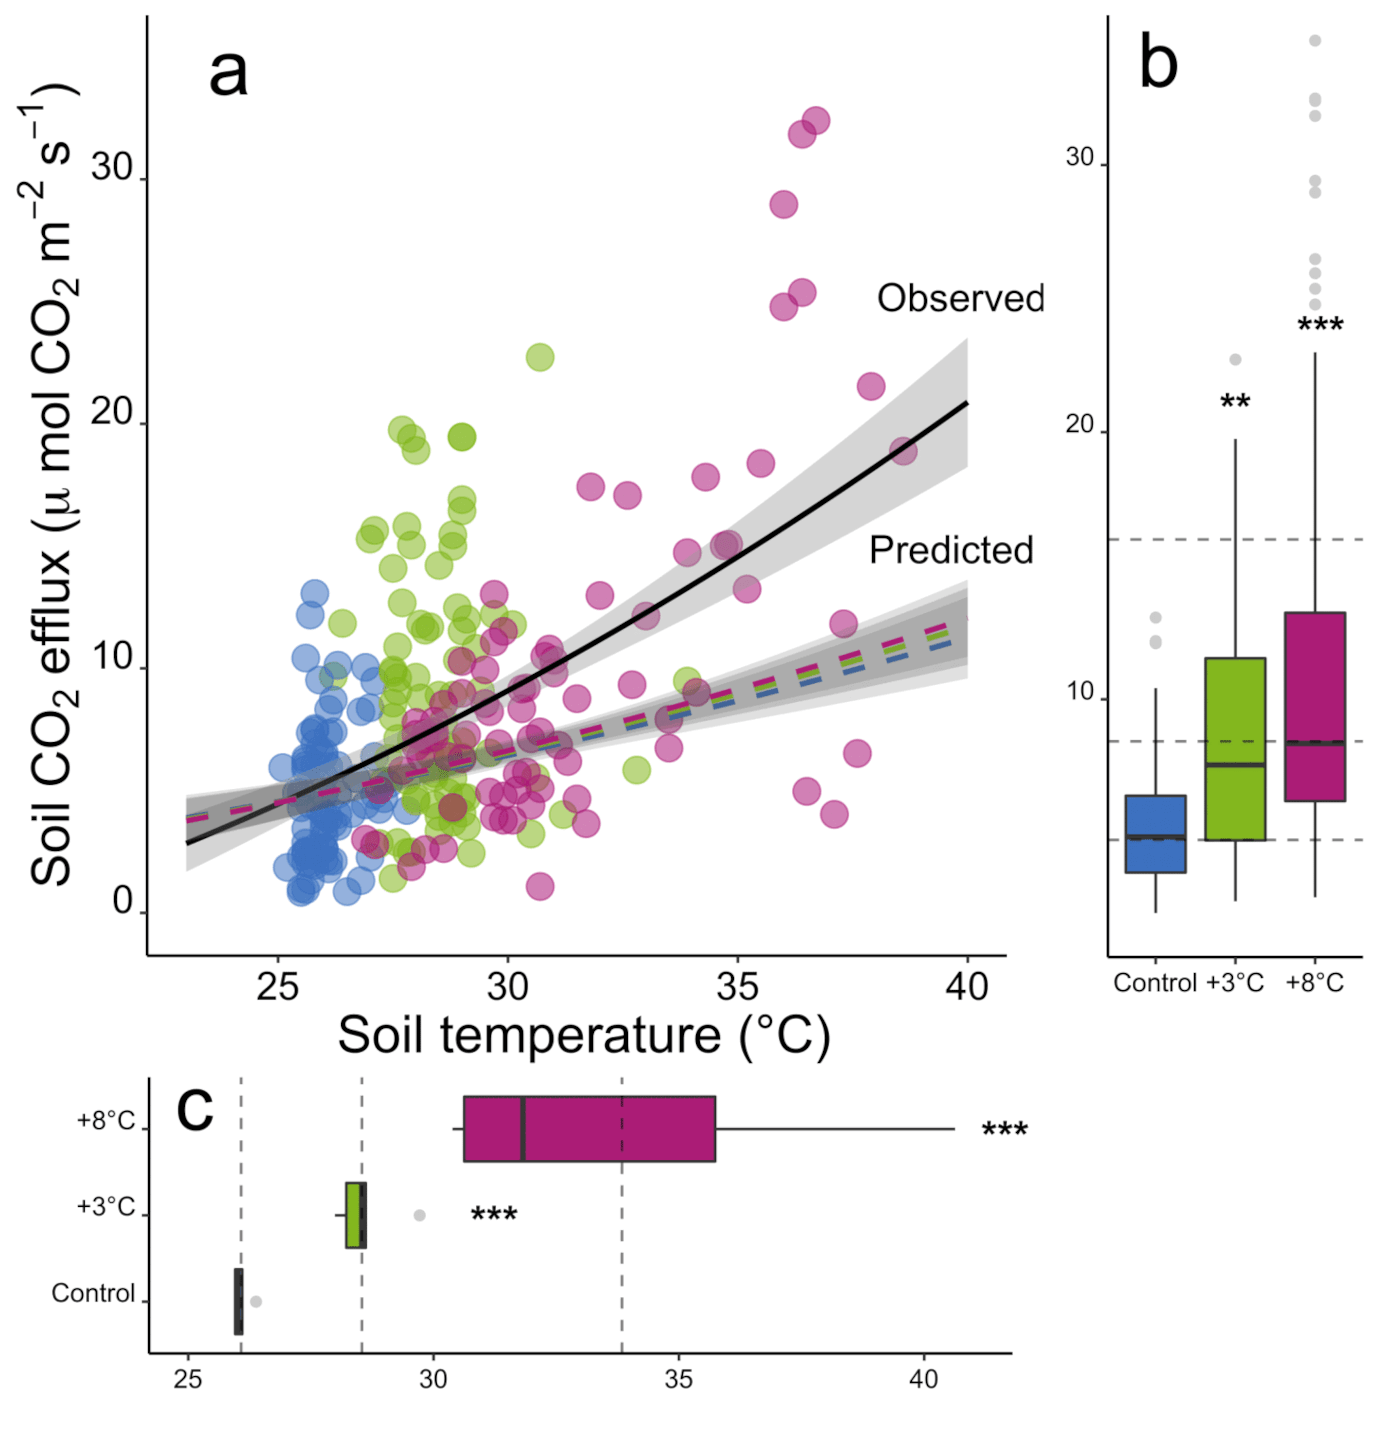 a
Soil CO₂ efflux (μ mol CO₂ m⁻² s⁻¹)
30
20
10
0
Observed
Predicted
25 30 35 40
Soil temperature (°C)
b
30
20
10
**
***
Control +3°C +8°C
c
+8°C
***
+3°C
***
Control
25 30 35 40